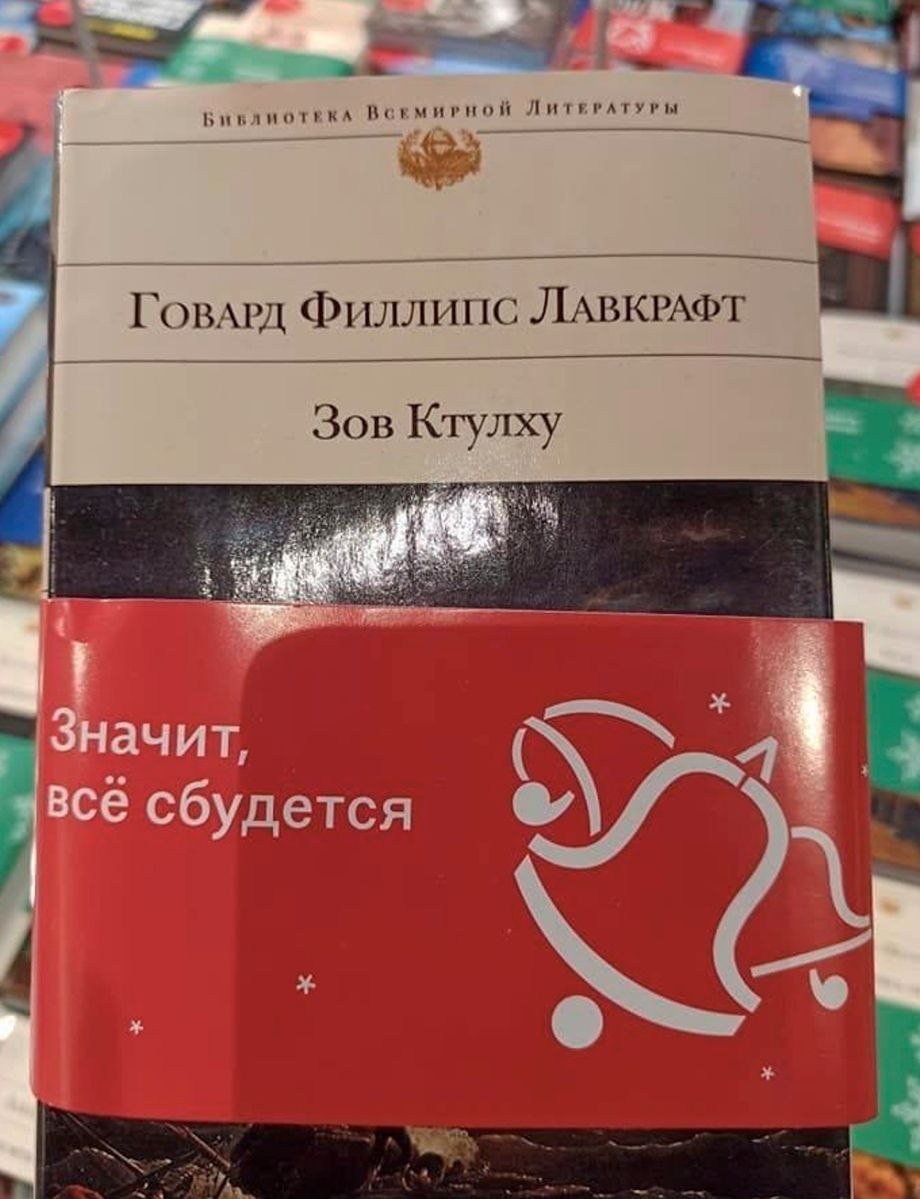 Библиотека Всемирной Литературы
Говард Филлипс Лавкрафт
Зов Ктулху
Значит,
всё сбудется